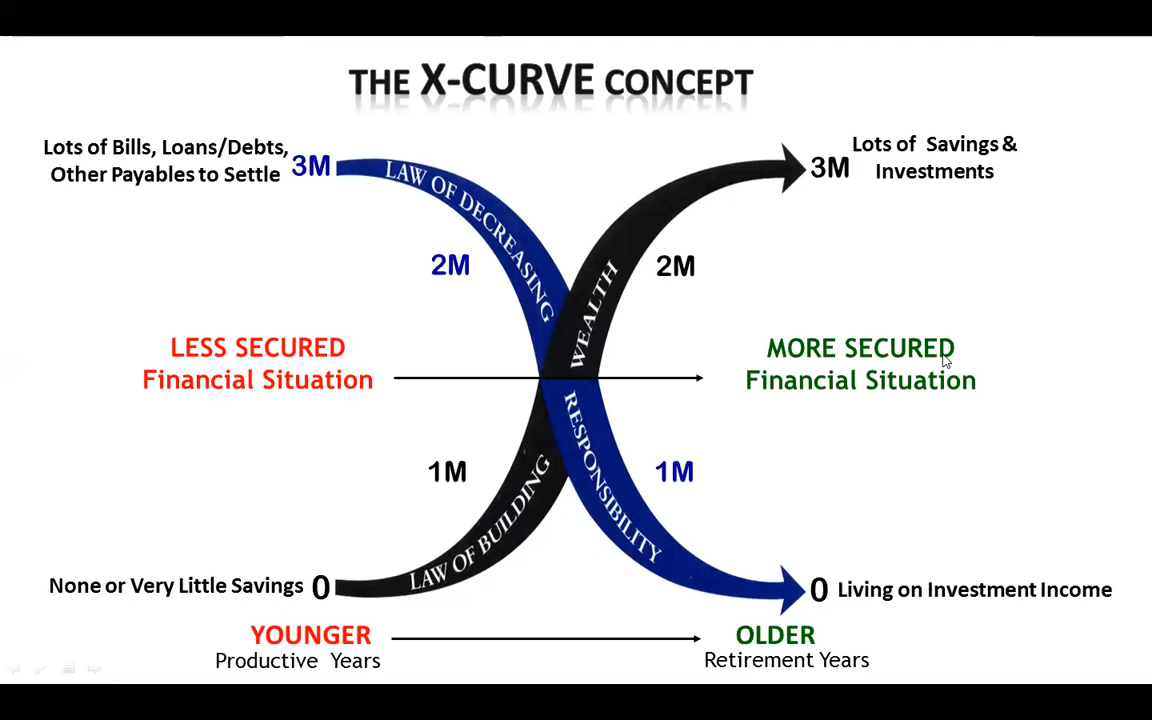 THE X-CURVE CONCEPT
Lots of Bills, Loans/Debts,
Other Payables to Settle
3M
LAW OF DECREASING
3M
Lots of Savings &
Investments
2M
WEALTH
2M
LESS SECURED
Financial Situation
MORE SECURED
Financial Situation
RESPONSIBILITY
1M
LAW OF BUILDING
1M
None or Very Little Savings
0
0
Living on Investment Income
YOUNGER
Productive Years
OLDER
Retirement Years